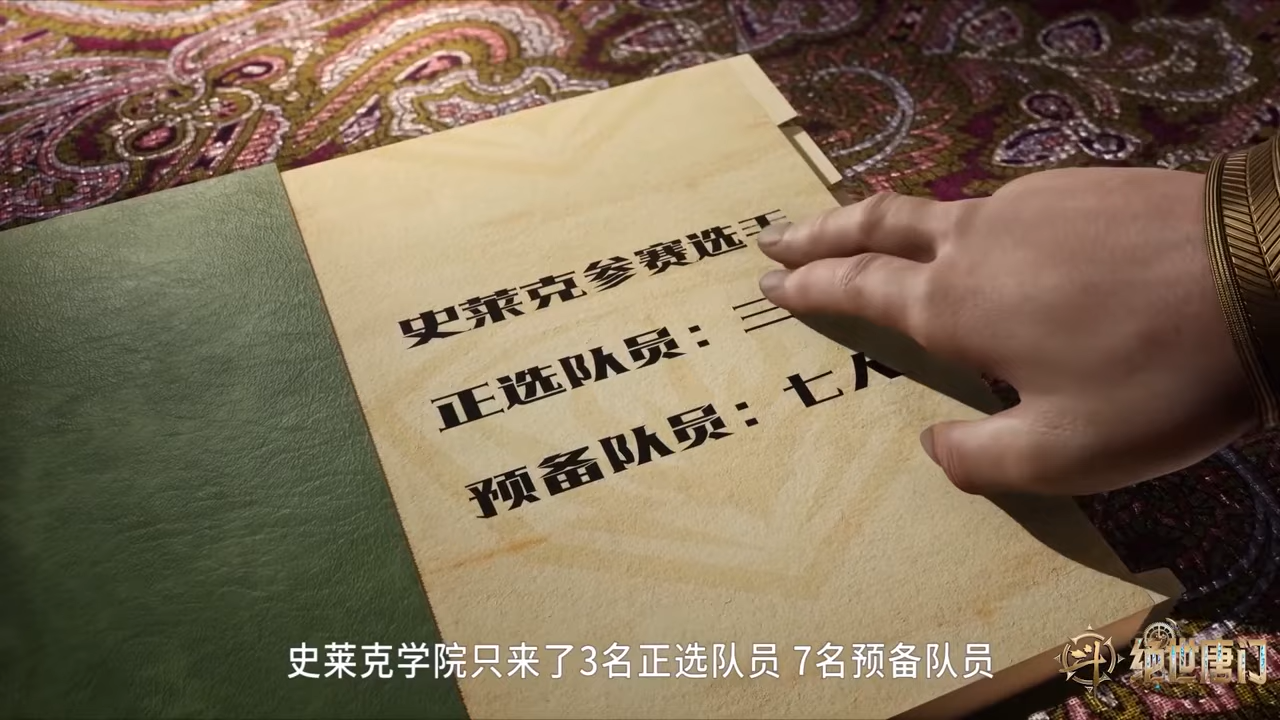 史莱克参赛选手
正选队员：三
预备队员：七人
史莱克学院只来了3名正选队员 7名预备队员
斗
绝世唐门